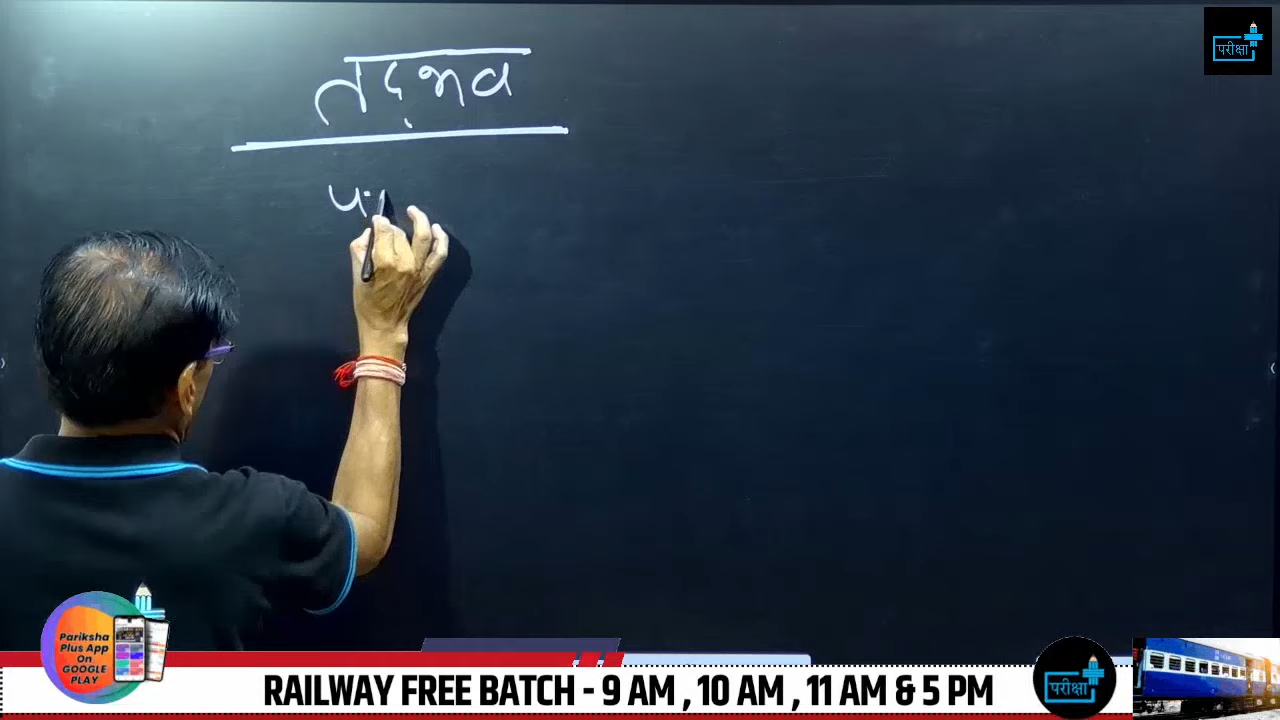 परीक्षा
तद्भव
प
Pariksha
Plus App
On
GOOGLE
PLAY
RAILWAY FREE BATCH - 9 AM , 10 AM , 11 AM & 5 PM
परीक्षा